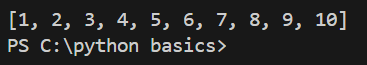 [1, 2, 3, 4, 5, 6, 7, 8, 9, 10]
PS C:\python basics>